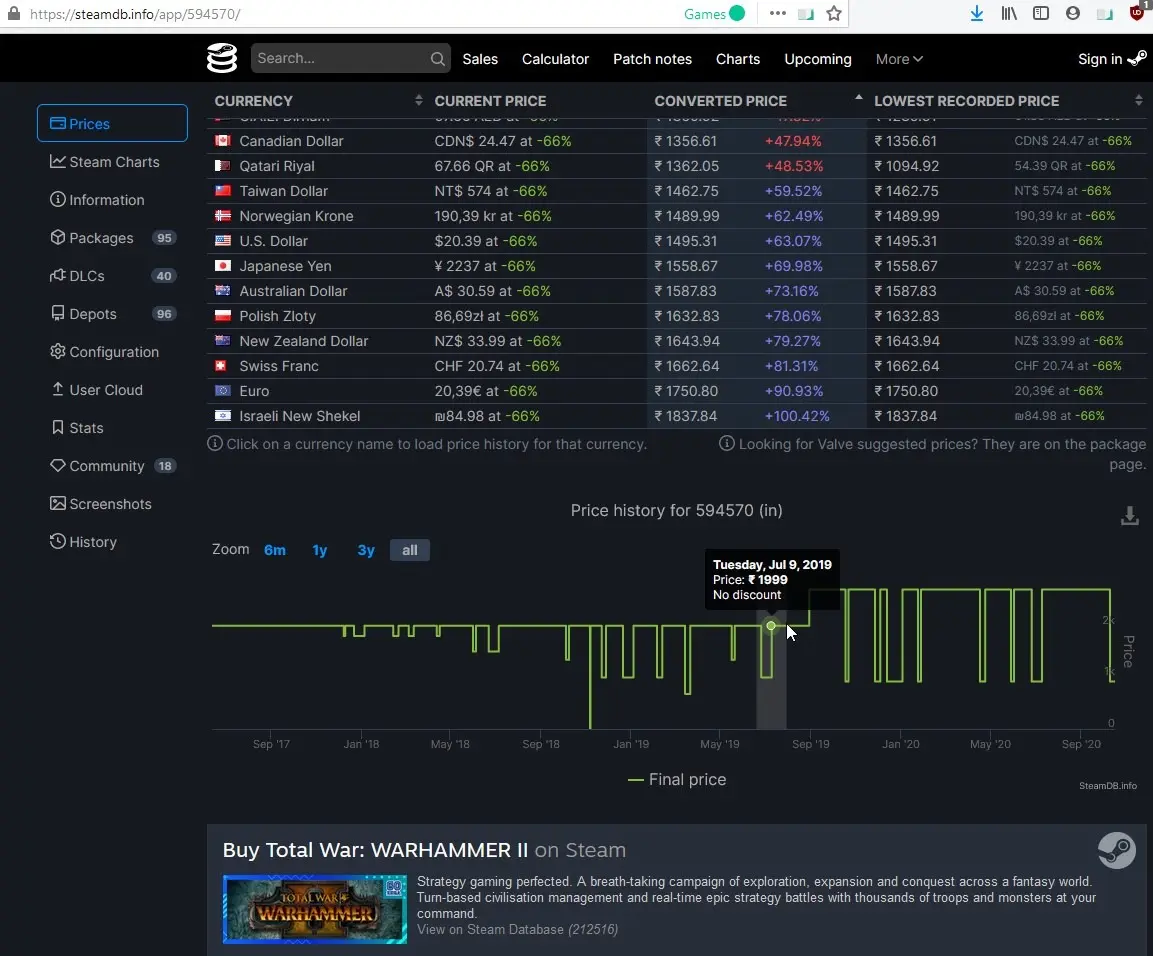 https://steamdb.info/app/594570/ Games 1
Search... Sales Calculator Patch notes Charts Upcoming More Sign in
CURRENCY CURRENT PRICE CONVERTED PRICE LOWEST RECORDED PRICE
Canadian Dollar CDN$ 24.47 at -66% ₹ 1356.61 +47.94% ₹ 1356.61 CDN$ 24.47 at -66%
Qatari Riyal 67.66 QR at -66% ₹ 1362.05 +48.53% ₹ 1094.92 54.39 QR at -66%
Taiwan Dollar NT$ 574 at -66% ₹ 1462.75 +59.52% ₹ 1462.75 NT$ 574 at -66%
Norwegian Krone 190,39 kr at -66% ₹ 1489.99 +62.49% ₹ 1489.99 190,39 kr at -66%
U.S. Dollar $20.39 at -66% ₹ 1495.31 +63.07% ₹ 1495.31 $20.39 at -66%
Japanese Yen ¥ 2237 at -66% ₹ 1558.67 +69.98% ₹ 1558.67 ¥ 2237 at -66%
Australian Dollar A$ 30.59 at -66% ₹ 1587.83 +73.16% ₹ 1587.83 A$ 30.59 at -66%
Polish Zloty 86,69zł at -66% ₹ 1632.83 +78.06% ₹ 1632.83 86,69zł at -66%
New Zealand Dollar NZ$ 33.99 at -66% ₹ 1643.94 +79.27% ₹ 1643.94 NZ$ 33.99 at -66%
Swiss Franc CHF 20.74 at -66% ₹ 1662.64 +81.31% ₹ 1662.64 CHF 20.74 at -66%
Euro 20,39€ at -66% ₹ 1750.80 +90.93% ₹ 1750.80 20,39€ at -66%
Israeli New Shekel ₪84.98 at -66% ₹ 1837.84 +100.42% ₹ 1837.84 ₪84.98 at -66%
Click on a currency name to load price history for that currency.
Looking for Valve suggested prices? They are on the package
page.
Prices
Steam Charts
Information
Packages 95
DLCs 40
Depots 96
Configuration
User Cloud
Stats
Community 18
Screenshots
History
Price history for 594570 (in)
Zoom 6m 1y 3y all
Tuesday, Jul 9, 2019
Price: ₹ 1999
No discount
2k
1k
0
Price
Sep '17 Jan '18 May '18 Sep '18 Jan '19 May '19 Sep '19 Jan '20 May '20 Sep '20
Final price
SteamDB.info
Buy Total War: WARHAMMER II on Steam
TOTAL WAR
WARHAMMER
Strategy gaming perfected. A breath-taking campaign of exploration, expansion and conquest across a fantasy world.
Turn-based civilisation management and real-time epic strategy battles with thousands of troops and monsters at your
command.
View on Steam Database (212516)